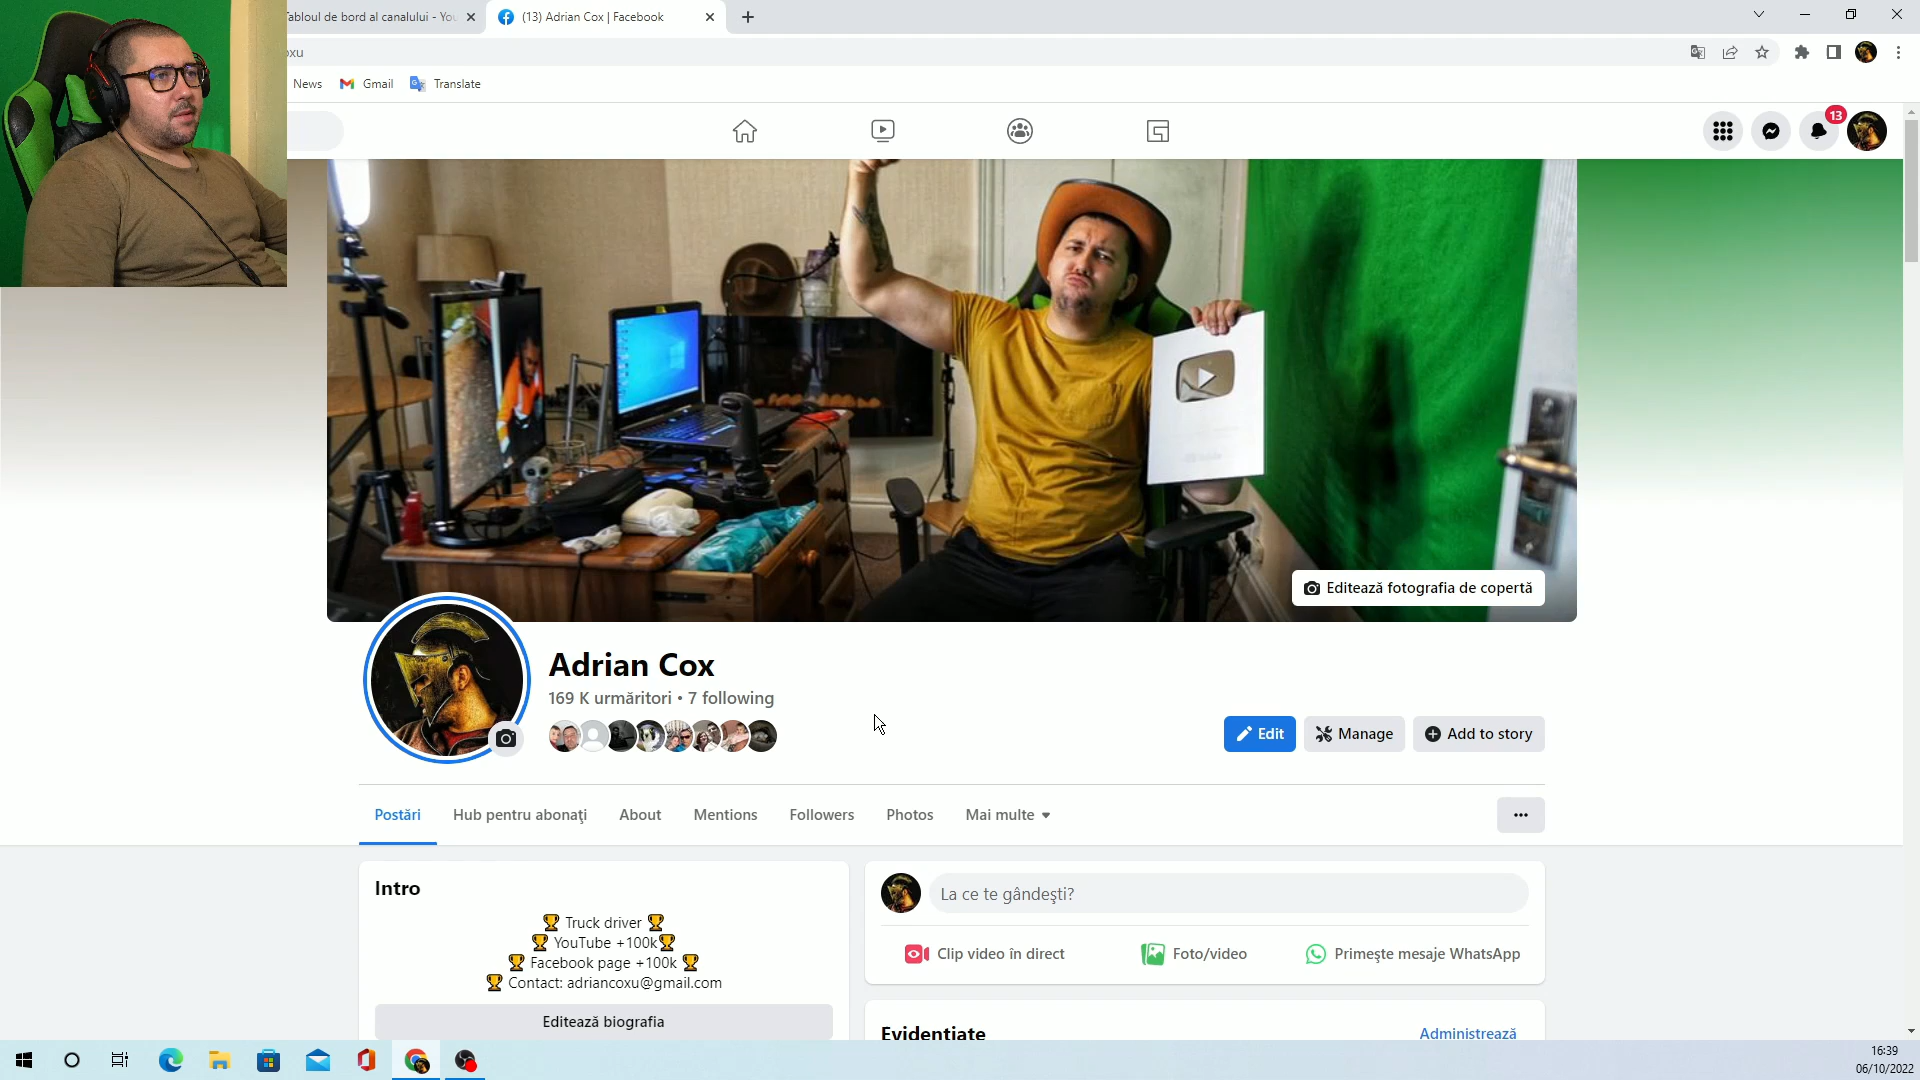 Tabloul de bord al canalului - You
(13) Adrian Cox | Facebook
oxu
News
Gmail
Translate
13
Editează fotografia de copertă
Adrian Cox
169 K urmăritori • 7 following
Edit
Manage
Add to story
Postări
Hub pentru abonați
About
Mentions
Followers
Photos
Mai multe
Intro
🏆 Truck driver 🏆
🏆 YouTube +100k🏆
🏆 Facebook page +100k 🏆
🏆 Contact: adriancoxu@gmail.com
Editează biografia
La ce te gândești?
Clip video în direct
Foto/video
Primește mesaje WhatsApp
Evidențiate
Administrează
16:39
06/10/2022